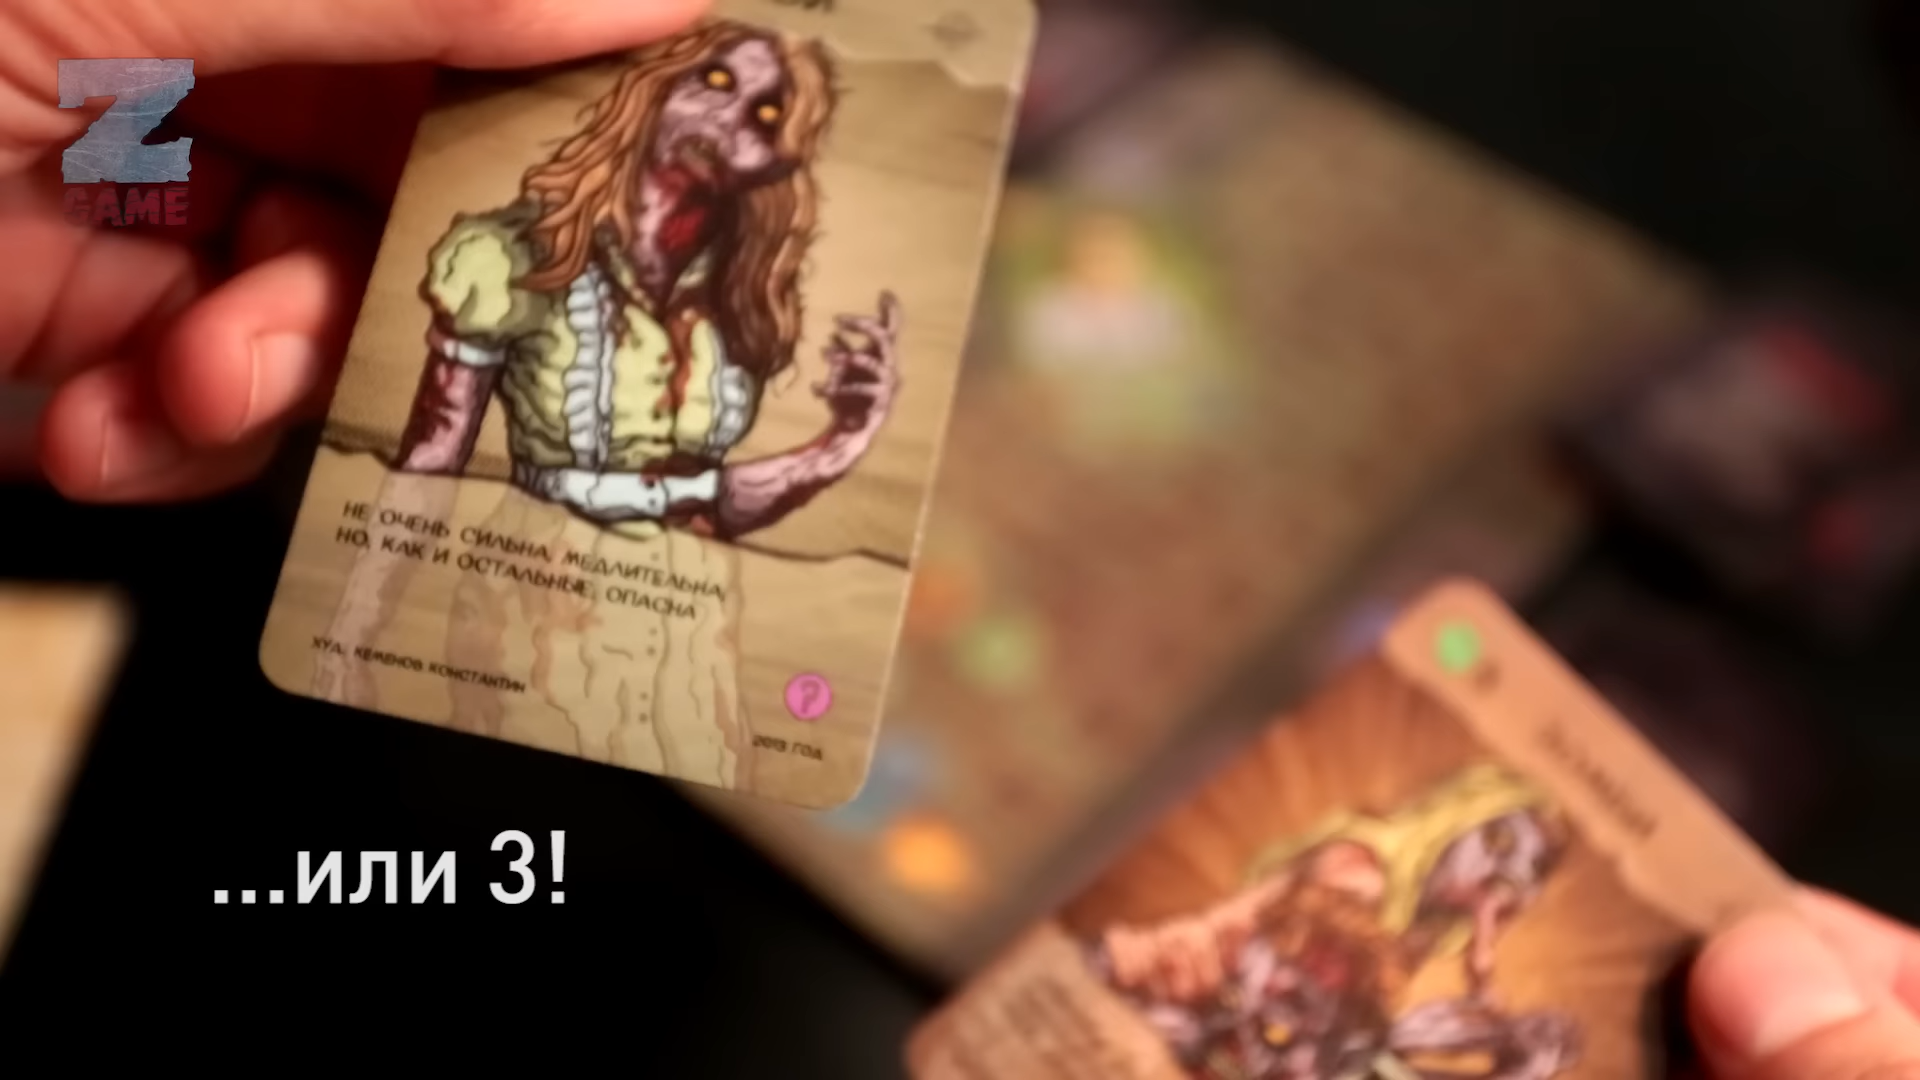 Z
GAME
НЕ ОЧЕНЬ СИЛЬНА, МЕДЛИТЕЛЬНА,
НО, КАК И ОСТАЛЬНЫЕ, ОПАСНА
ХУД. КЕМЕНОВ КОНСТАНТИН
?
2013 ГОД
...или 3!